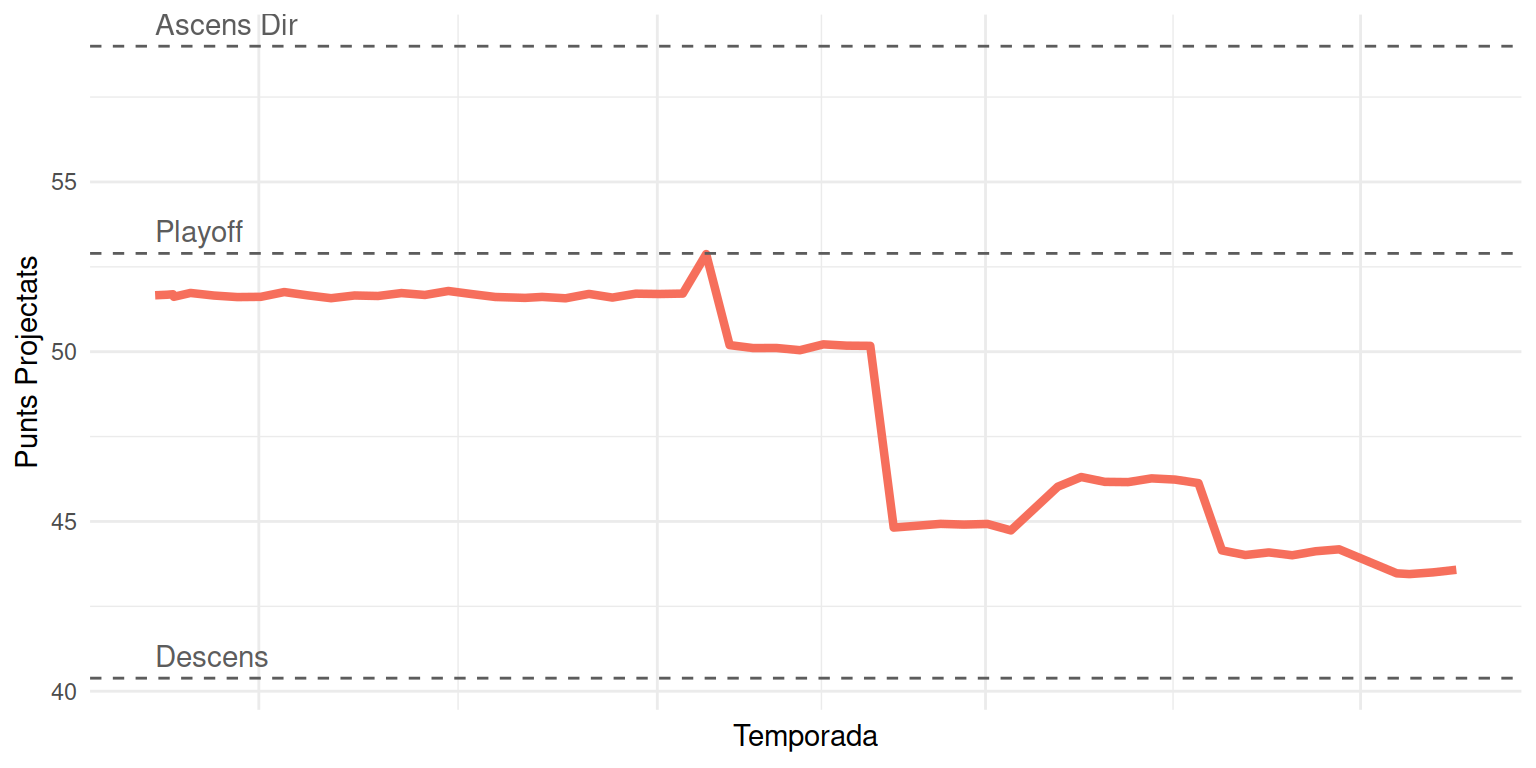 Ascens Dir
55
Playoff
50
45
Descens
40
Punts Projectats
Temporada